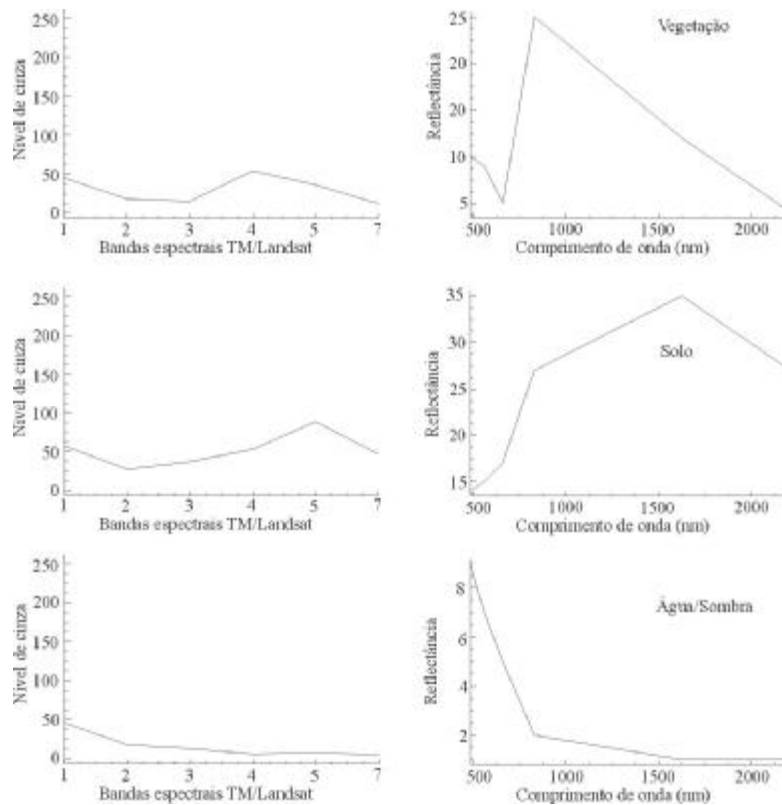 250
200
150
100
50
0
Nivel de cinza
1 2 3 4 5 7
Bandas espectrais TM/Landsat
25
20
20
10
5
Reflectância
Vegetação
500 1000 1500 2000
Comprimento de onda (nm)
250
200
150
100
50
0
Nivel de cinza
1 2 3 4 5 7
Bandas espectrais TM/Landsat
35
30
25
20
15
Reflectância
Solo
500 1000 1500 2000
Comprimento de onda (nm)
250
200
150
100
50
0
Nivel de cinza
1 2 3 4 5 7
Bandas espectrais TM/Landsat
8
6
4
2
Reflectância
Água/Sombra
500 1000 1500 2000
Comprimento de onda (nm)